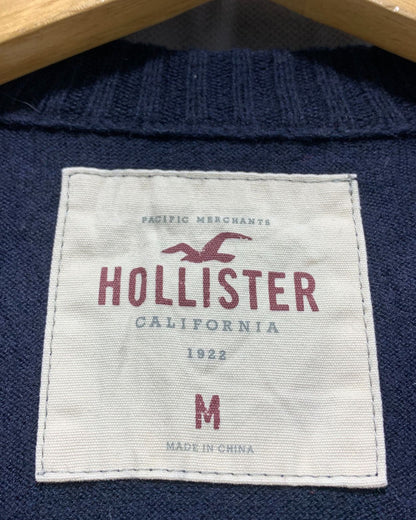 PACIFIC MERCHANTS
HOLLISTER
CALIFORNIA
1922
M
MADE IN CHINA